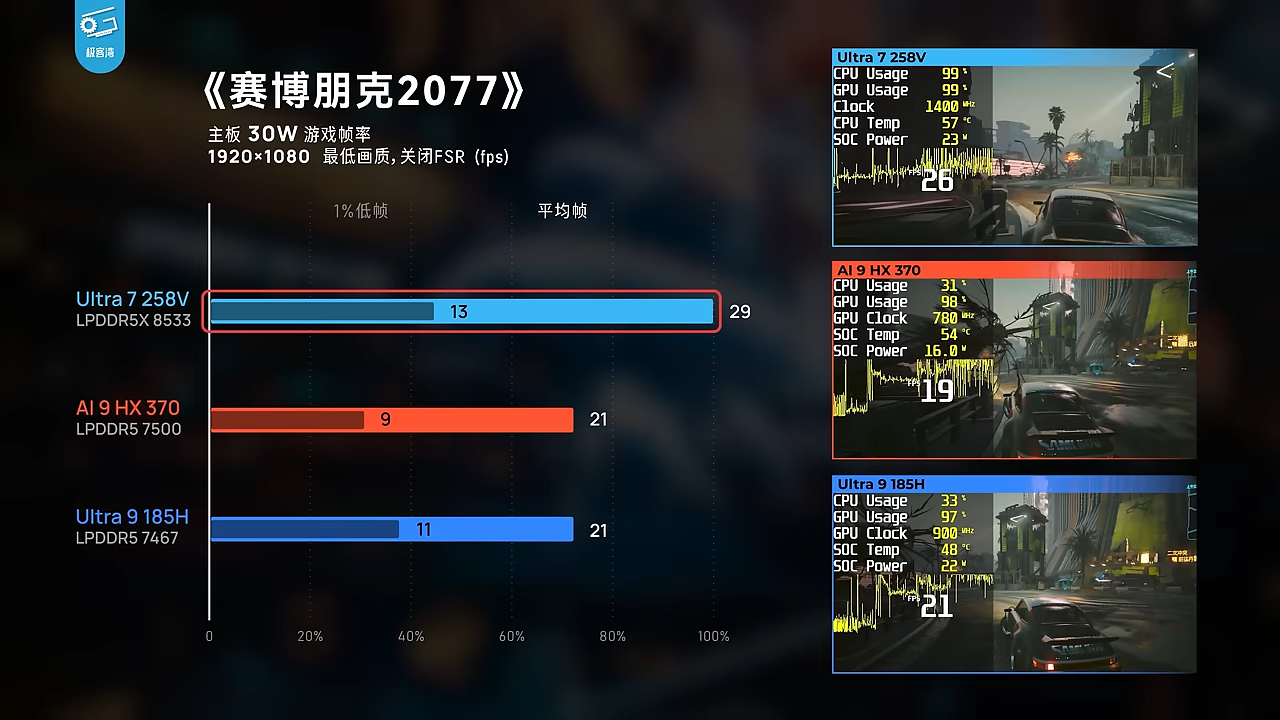 极客湾
《赛博朋克2077》
主板 30W 游戏帧率
1920×1080 最低画质,关闭FSR (fps)
1%低帧 平均帧
Ultra 7 258V
LPDDR5X 8533
13 29
AI 9 HX 370
LPDDR5 7500
9 21
Ultra 9 185H
LPDDR5 7467
11 21
0 20% 40% 60% 80% 100%
Ultra 7 258V
CPU Usage 99 %
GPU Usage 99 %
Clock 1400 MHz
CPU Temp 57 °C
SOC Power 23 W
FPS 26
AI 9 HX 370
CPU Usage 31 %
GPU Usage 98 %
GPU Clock 780 MHz
SOC Temp 54 °C
SOC Power 16.0 W
FPS 19
Ultra 9 185H
CPU Usage 33 %
GPU Usage 97 %
GPU Clock 900 MHz
SOC Temp 48 °C
SOC Power 22 W
FPS 21